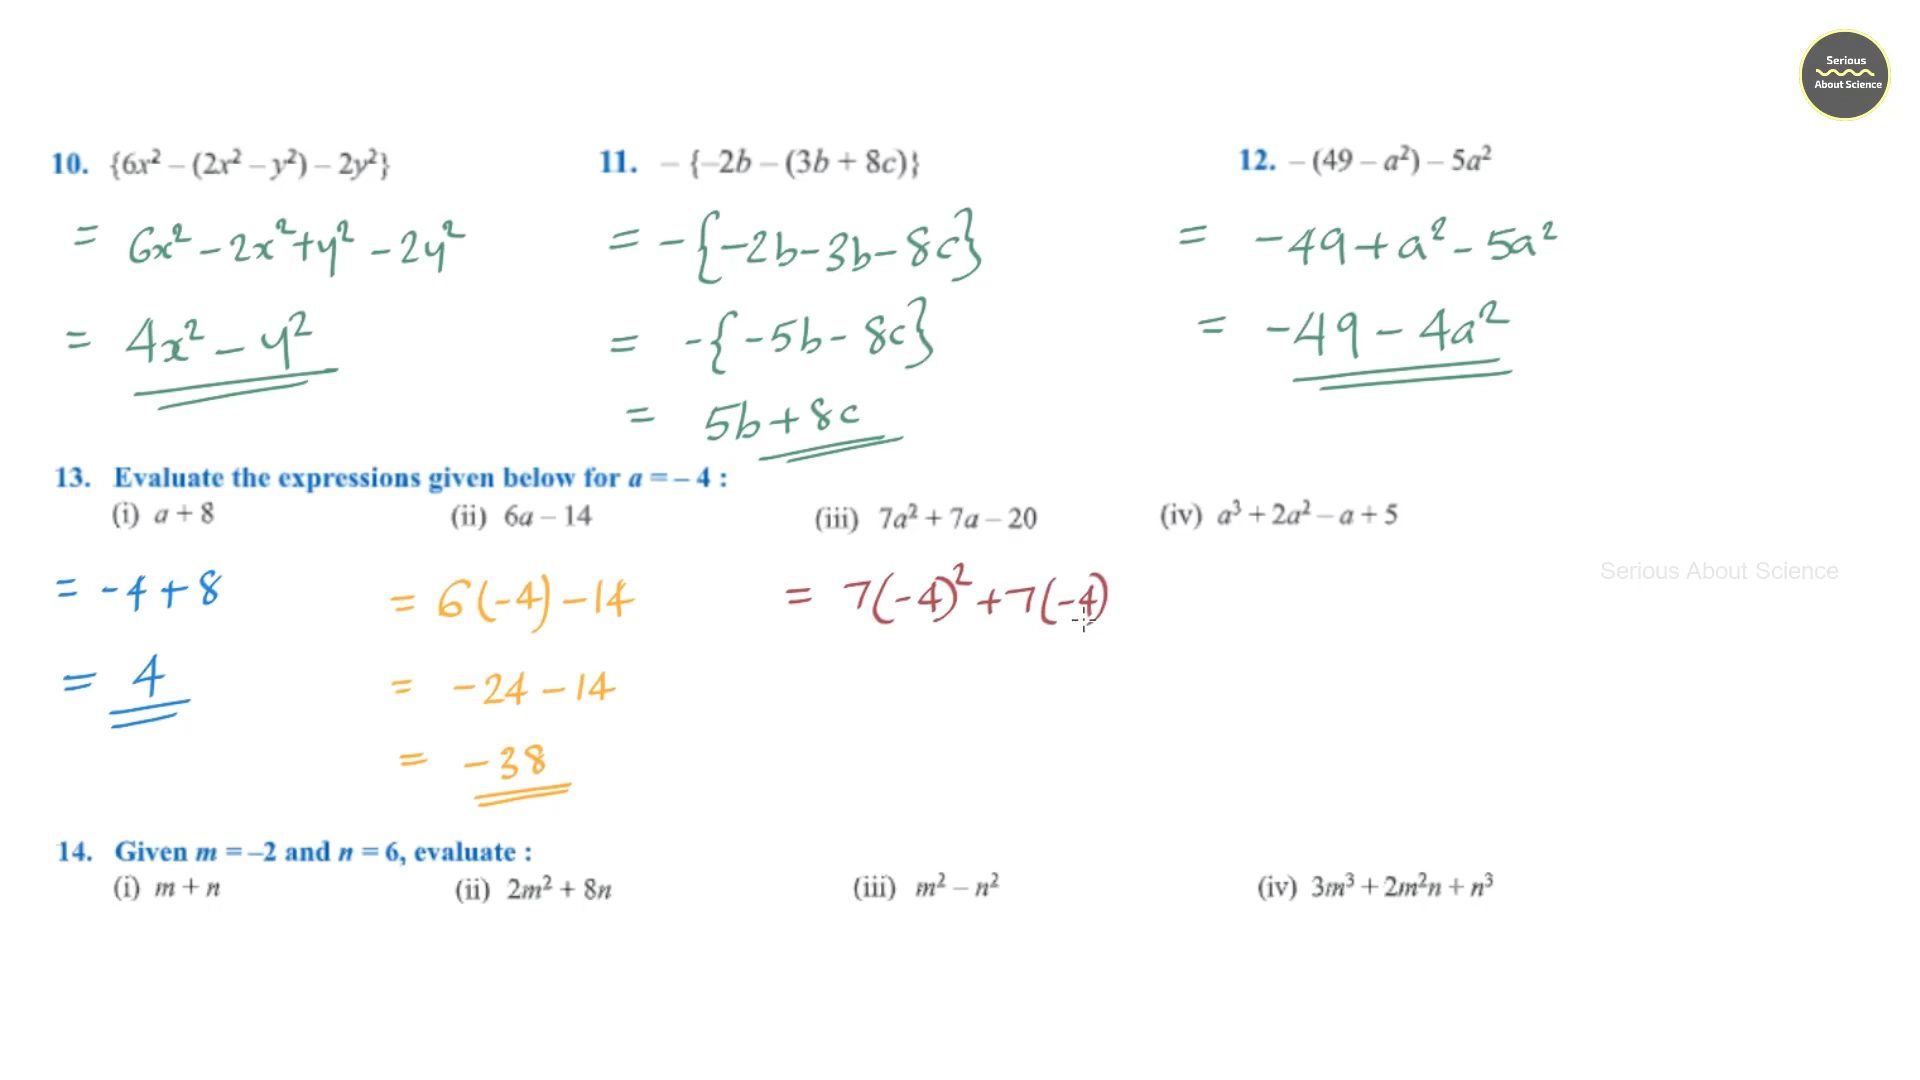 Serious
About Science
10. {6x² – (2x² – y²) – 2y²}
= 6x² - 2x² + y² - 2y²
= 4x² - y²
11. – {–2b – (3b + 8c)}
= -{-2b-3b-8c}
= -{-5b-8c}
= 5b+8c
12. – (49 – a²) – 5a²
= -49+a²-5a²
= -49-4a²
13. Evaluate the expressions given below for a = – 4 :
(i) a + 8
= -4+8
= 4
(ii) 6a – 14
= 6(-4)-14
= -24-14
= -38
(iii) 7a² + 7a – 20
= 7(-4)²+7(-4)
(iv) a³ + 2a² – a + 5
Serious About Science
14. Given m = –2 and n = 6, evaluate :
(i) m + n
(ii) 2m² + 8n
(iii) m² – n²
(iv) 3m³ + 2m²n + n³